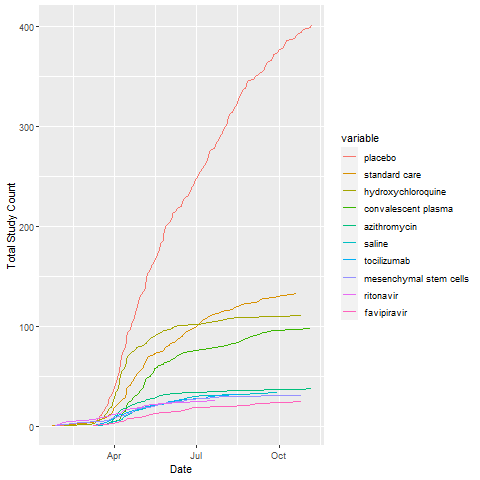 400
300
200
100
0
Total Study Count
Apr
Jul
Oct
Date
variable
placebo
standard care
hydroxychloroquine
convalescent plasma
azithromycin
saline
tocilizumab
mesenchymal stem cells
ritonavir
favipiravir